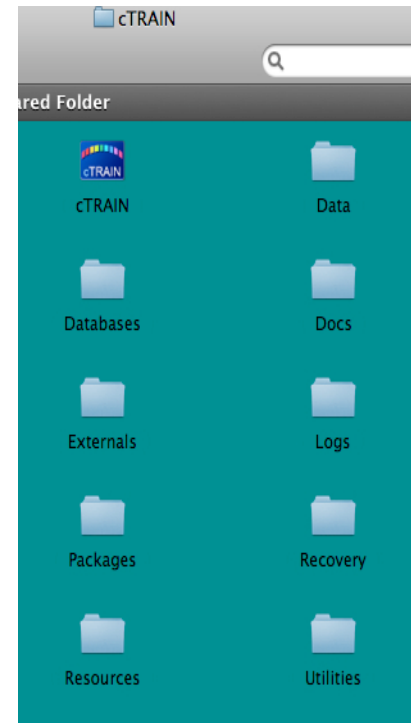 cTRAIN
ared Folder
cTRAIN
cTRAIN Data
Databases Docs
Externals Logs
Packages Recovery
Resources Utilities